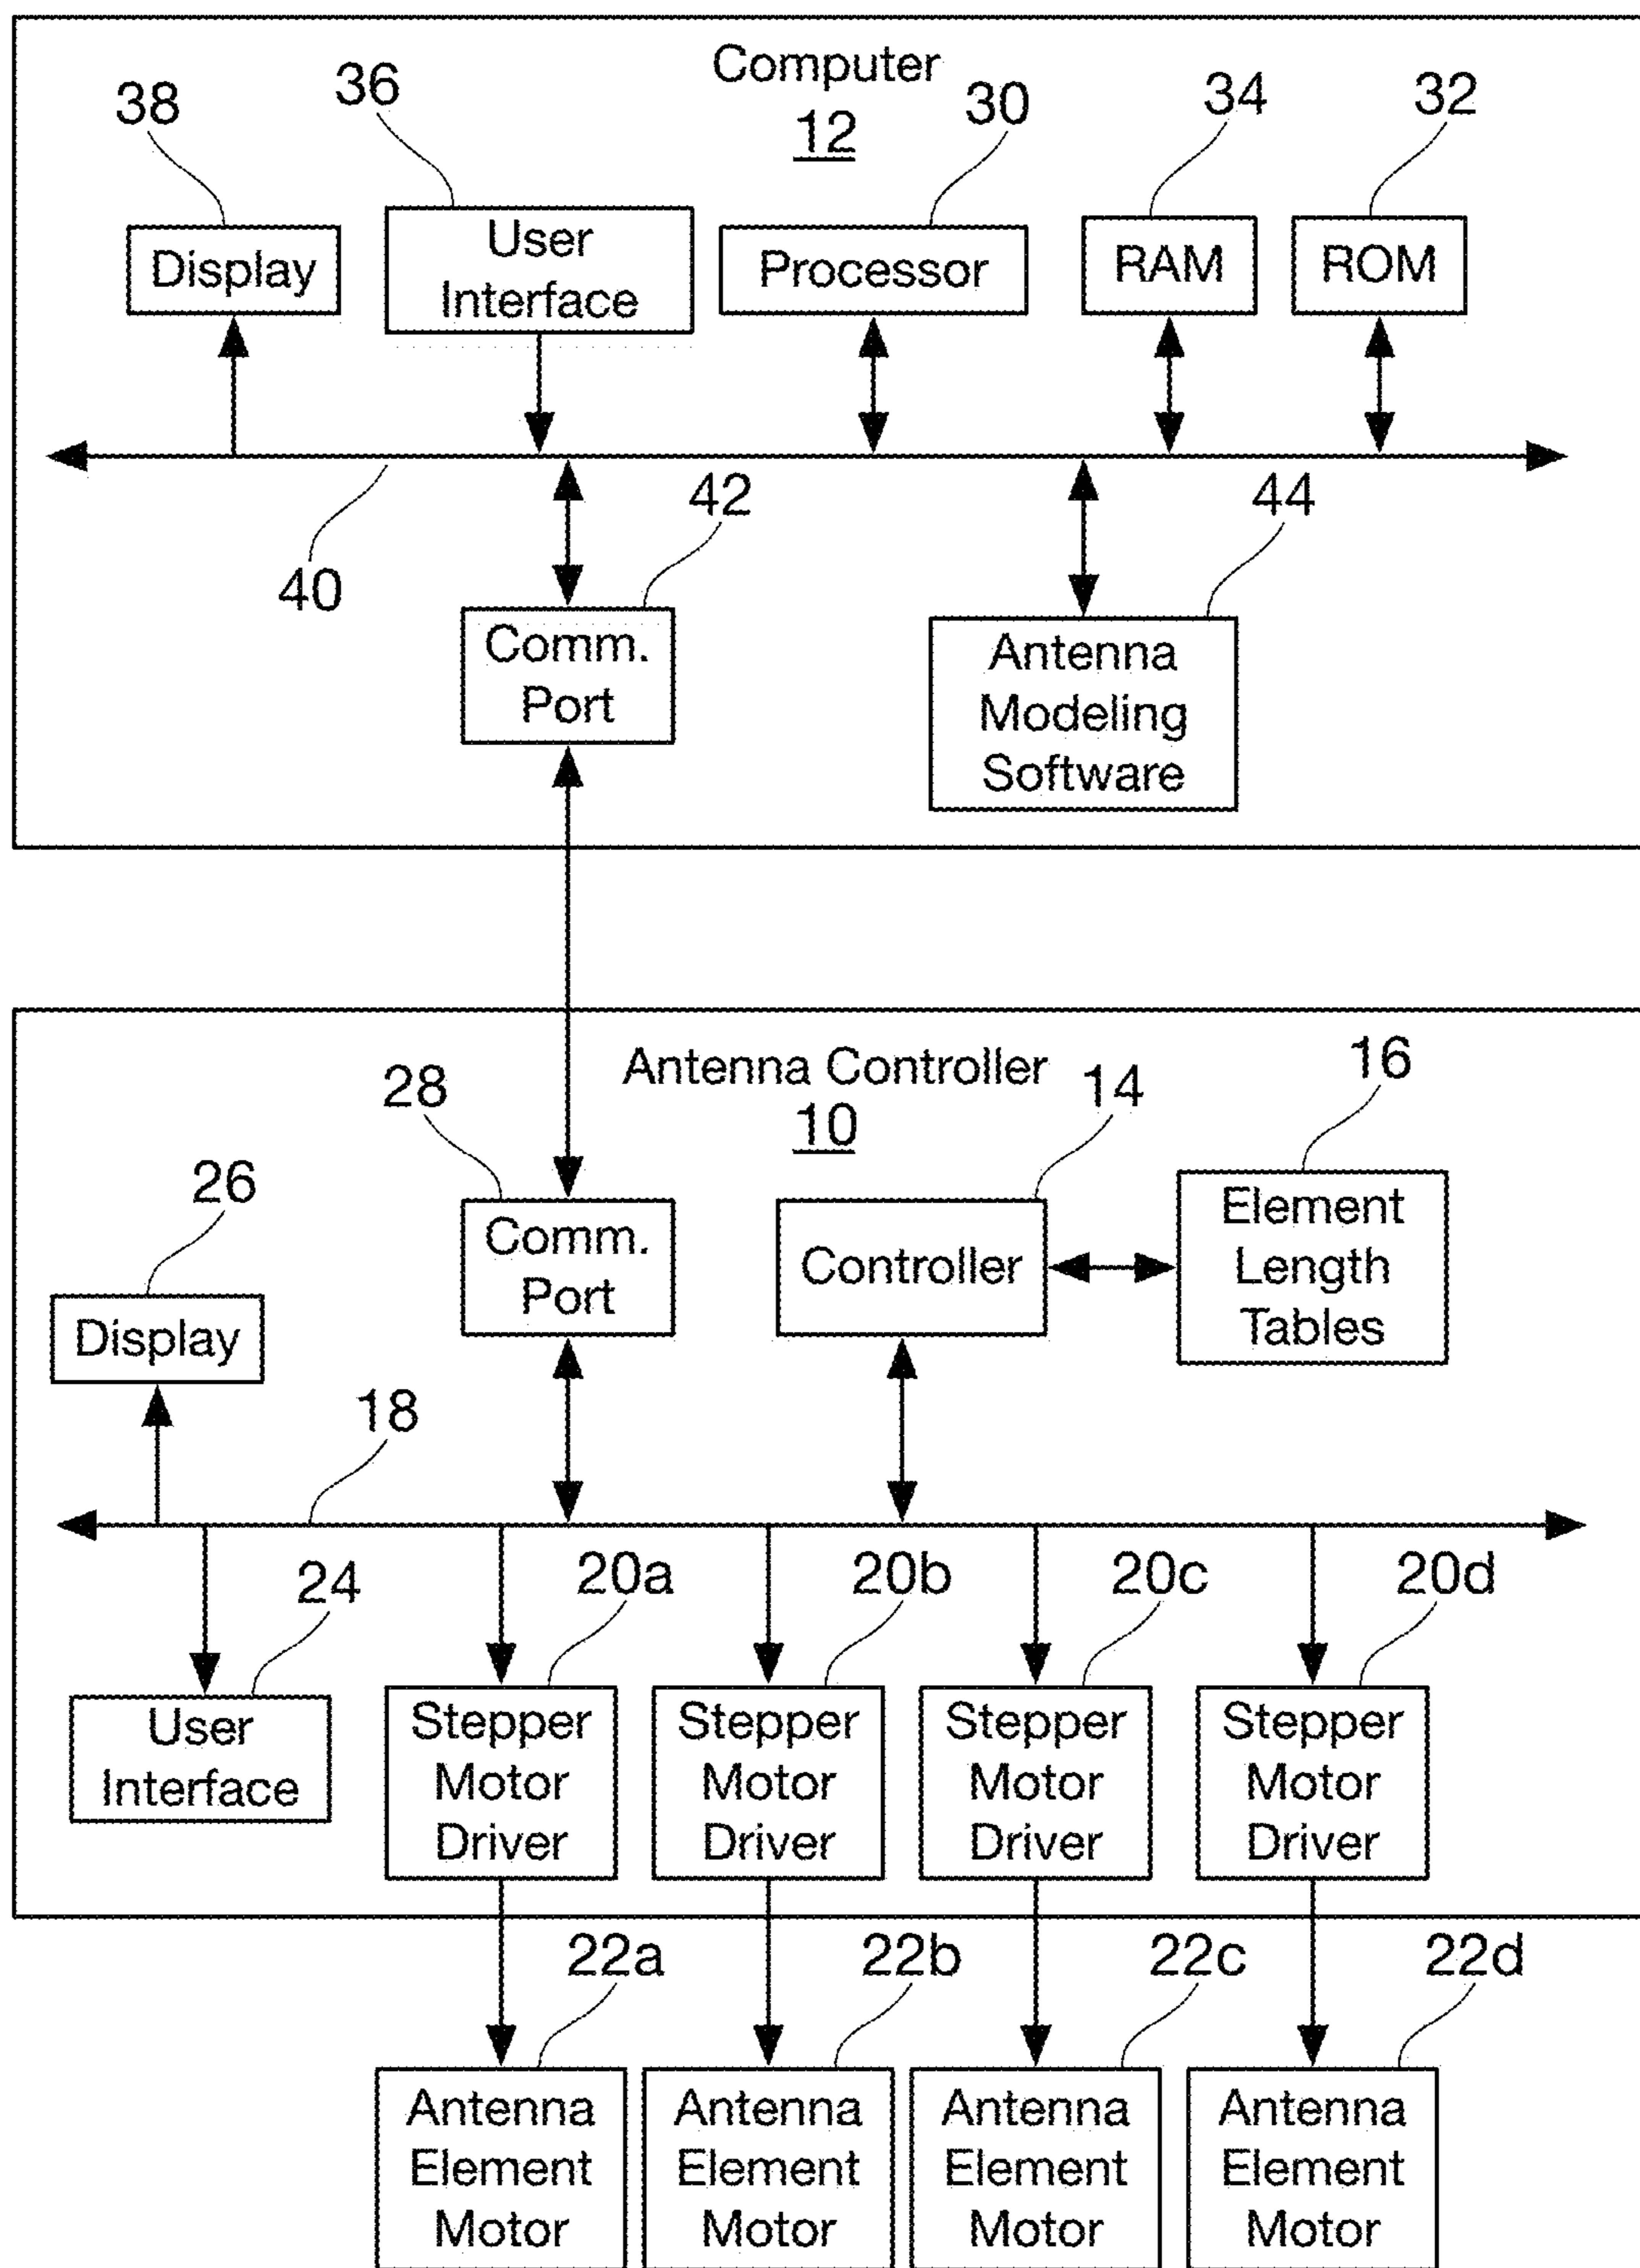 Computer
12
38
36
30
34
32
Display
User
Interface
Processor
RAM
ROM
40
42
44
Comm.
Port
Antenna
Modeling
Software
Antenna Controller
10
28
14
16
26
Comm.
Port
Controller
Element
Length
Tables
Display
18
24
20a
20b
20c
20d
User
Interface
Stepper
Motor
Driver
Stepper
Motor
Driver
Stepper
Motor
Driver
Stepper
Motor
Driver
22a
22b
22c
22d
Antenna
Element
Motor
Antenna
Element
Motor
Antenna
Element
Motor
Antenna
Element
Motor